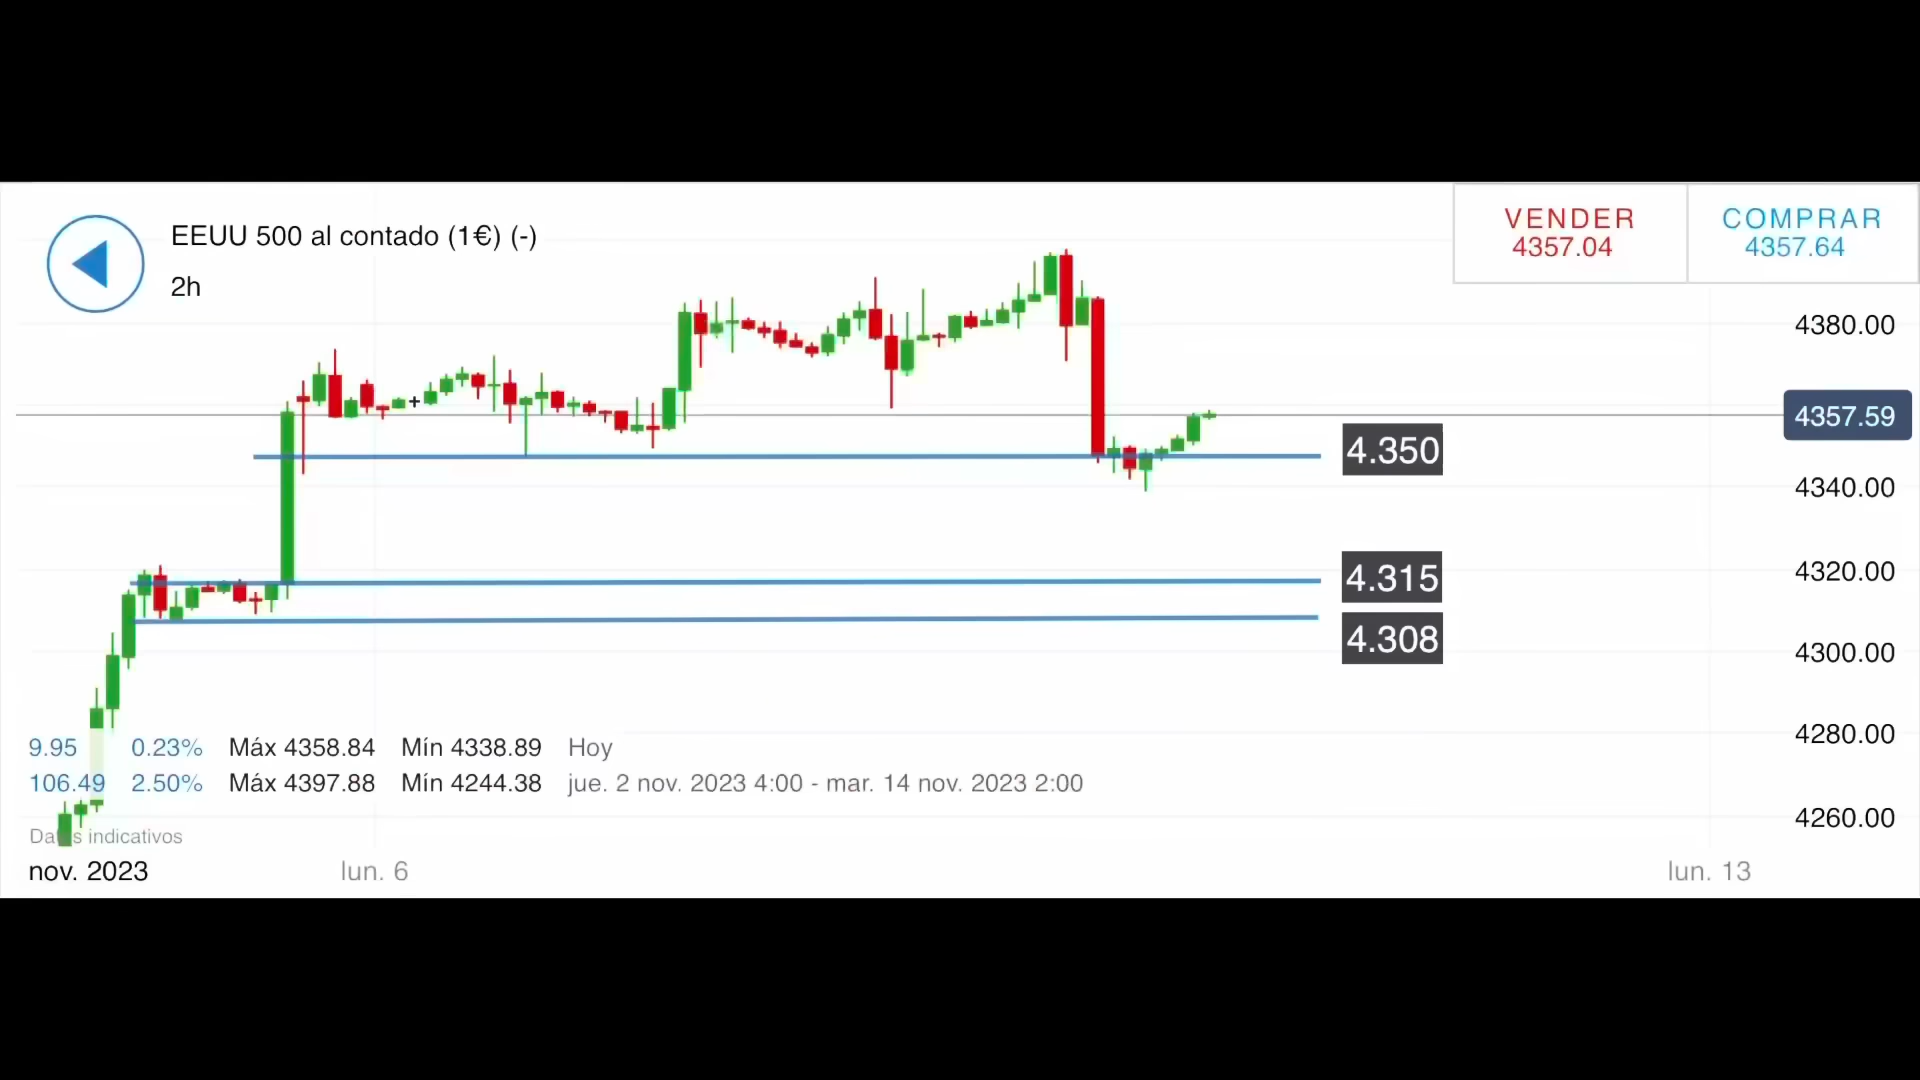 EEUU 500 al contado (1€) (-)
2h
VENDER
4357.04
COMPRAR
4357.64
4380.00
4357.59
4.350
4340.00
4.315
4320.00
4.308
4300.00
4280.00
4260.00
9.95 0.23% Máx 4358.84 Mín 4338.89 Hoy
106.49 2.50% Máx 4397.88 Mín 4244.38 jue. 2 nov. 2023 4:00 - mar. 14 nov. 2023 2:00
Datos indicativos
nov. 2023 lun. 6 lun. 13